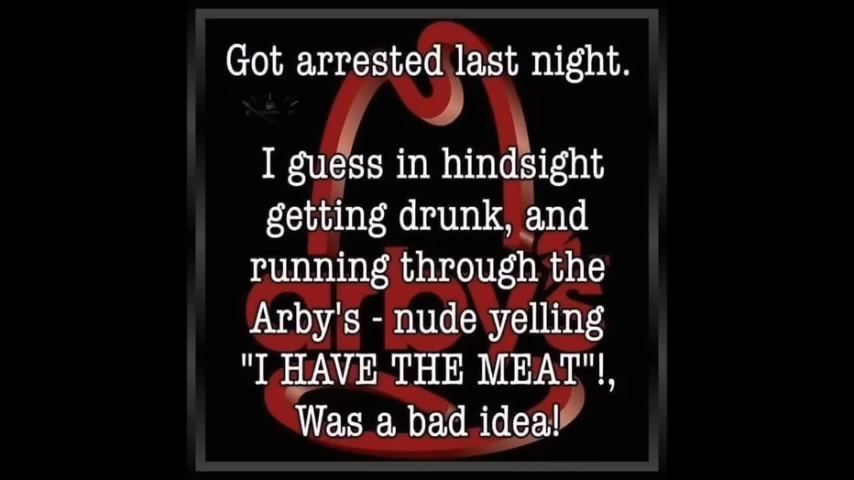 Got arrested last night.
I guess in hindsight
getting drunk, and
running through the
Arby's - nude yelling
"I HAVE THE MEAT"!,
Was a bad idea!
arby's